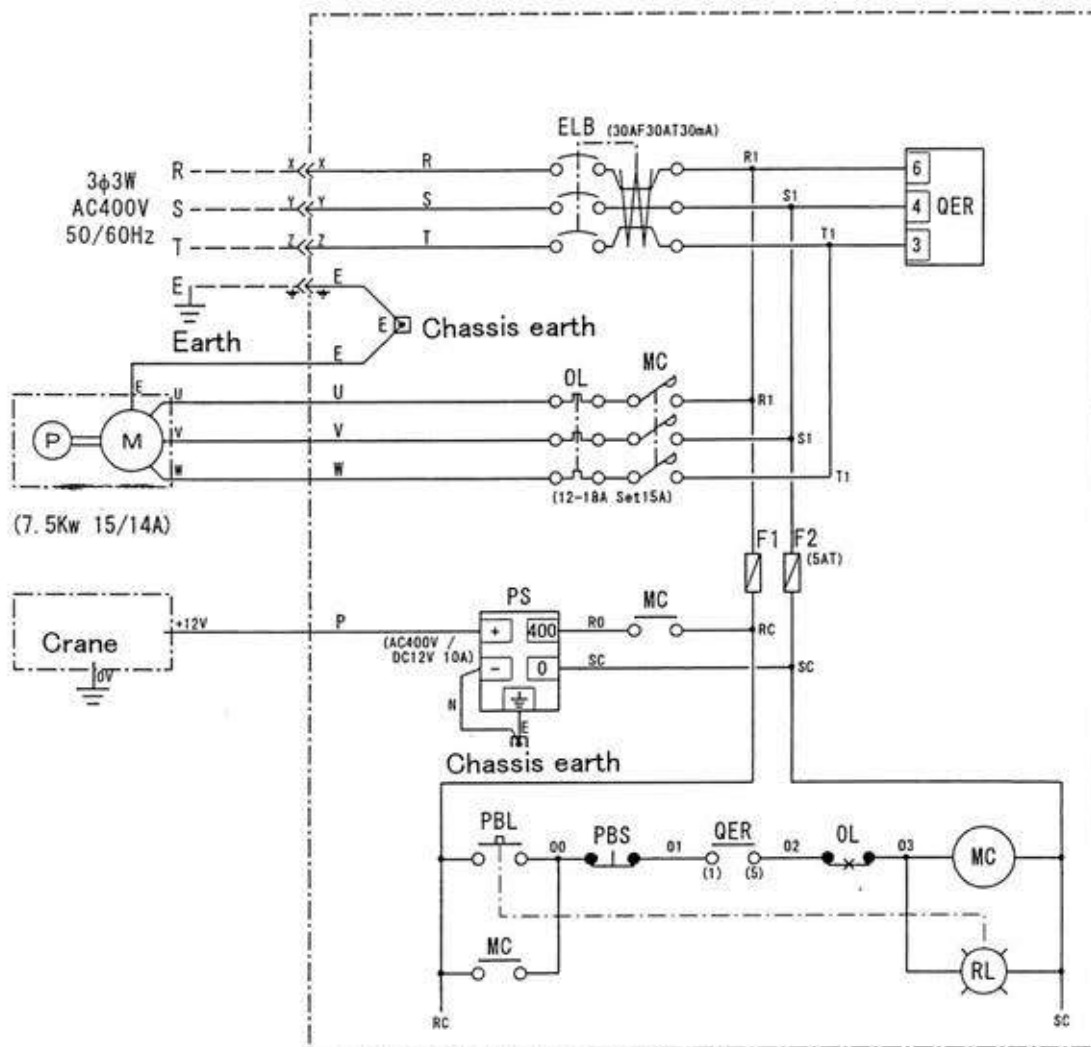 ELB (30AF30AT30mA)
3ϕ3W
AC400V
50/60Hz
R X X R R1 6
S Y Y S S1 4 QER
T Z Z T T1 3
E E
E Chassis earth
Earth E
E
U U OL MC R1
P M V V S1
W W T1
(12-18A Set15A)
(7.5Kw 15/14A)
F1 F2
(5AT)
PS
Crane +12V P
(AC400V /
DC12V 10A)
+ 400 R0 MC RC
- 0 SC SC
0V
N E
Chassis earth
PBL 00 PBS 01 QER 02 OL 03 MC
(1) (5)
MC RL
RC SC